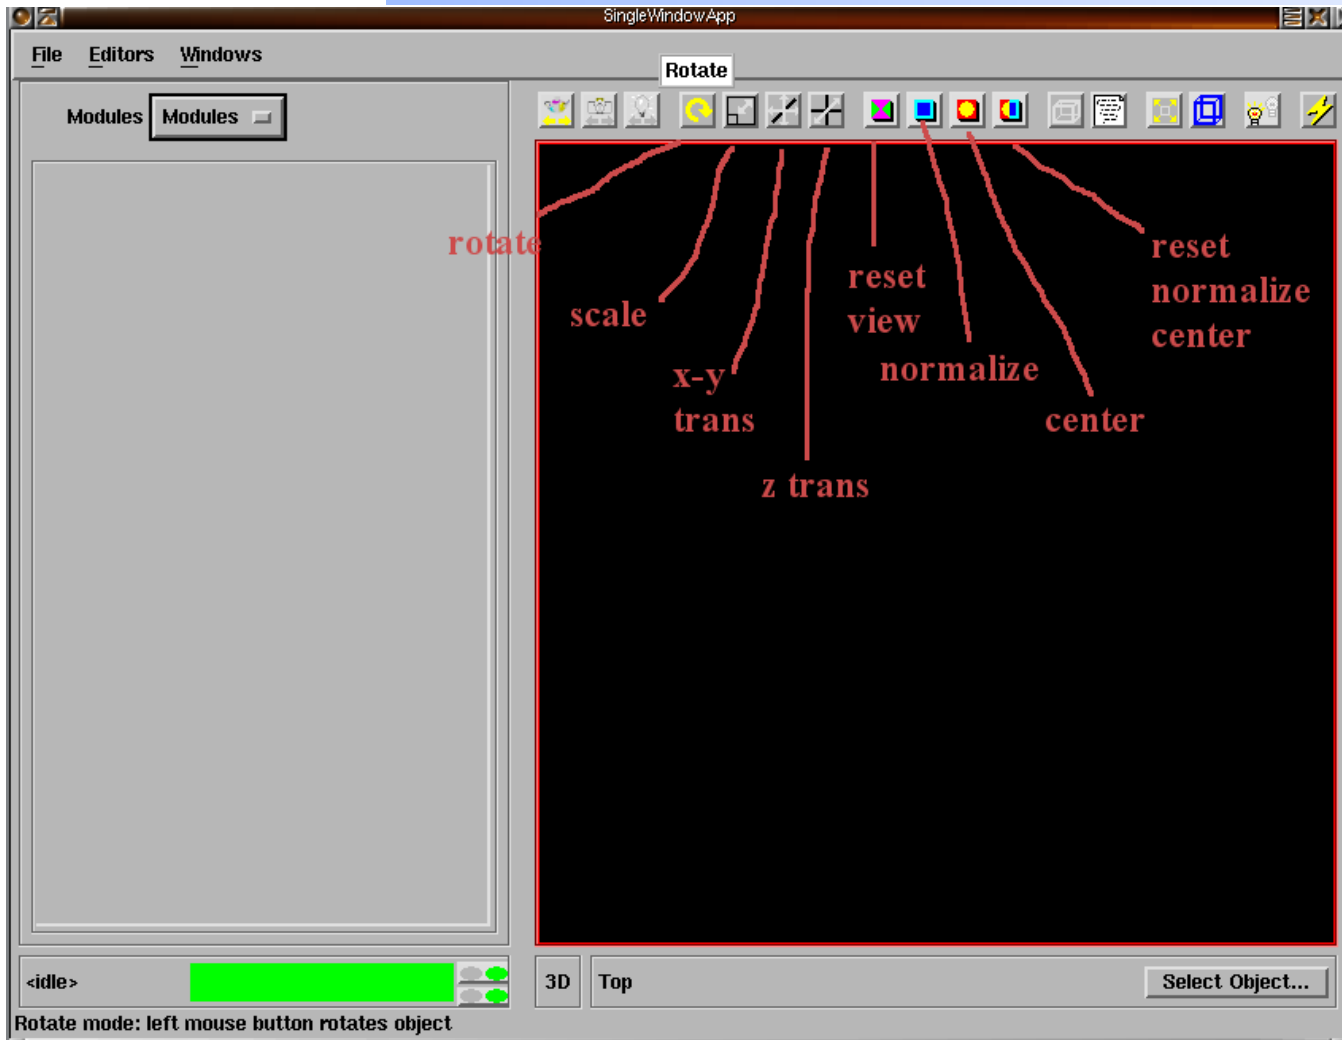 SingleWindowApp
File Editors Windows
Rotate
Modules Modules
rotate
scale
x-y
trans
z trans
reset
view
normalize
center
reset
normalize
center
<idle>
3D Top Select Object...
Rotate mode: left mouse button rotates object